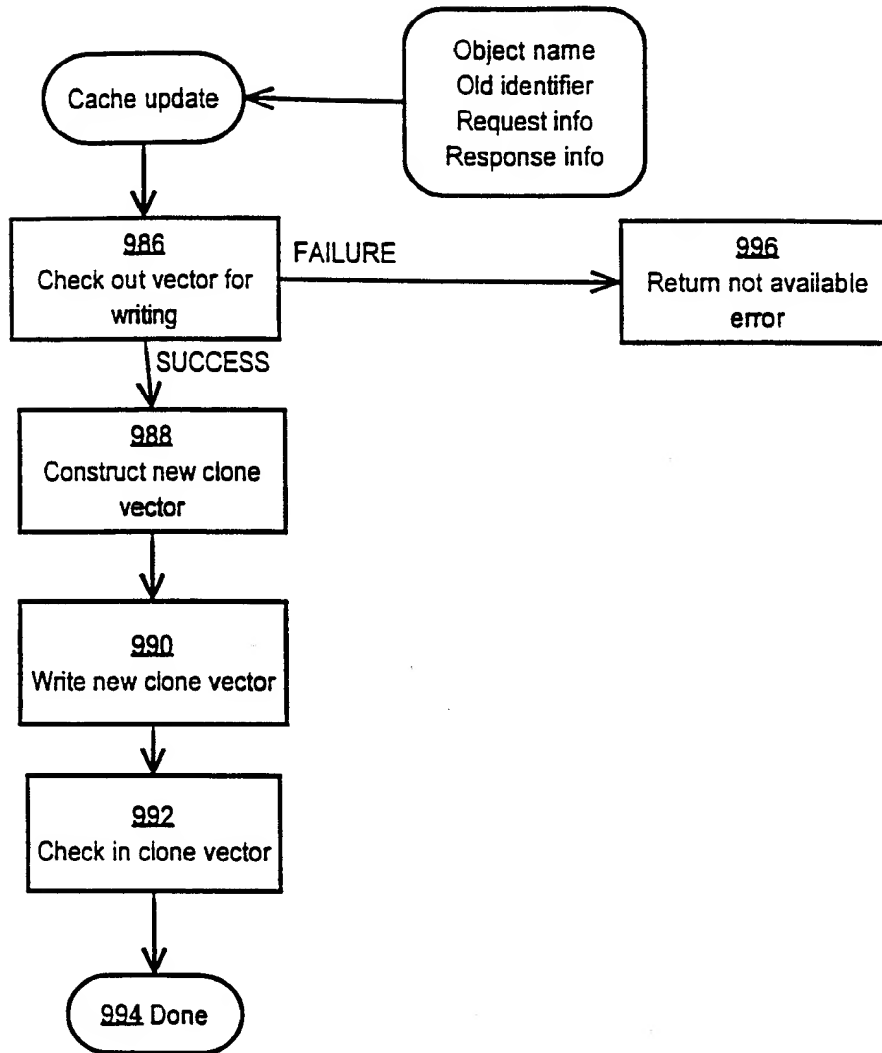 Object name
Old identifier
Request info
Response info
Cache update
986
Check out vector for
writing
FAILURE
996
Return not available
error
SUCCESS
988
Construct new clone
vector
990
Write new clone vector
992
Check in clone vector
994 Done